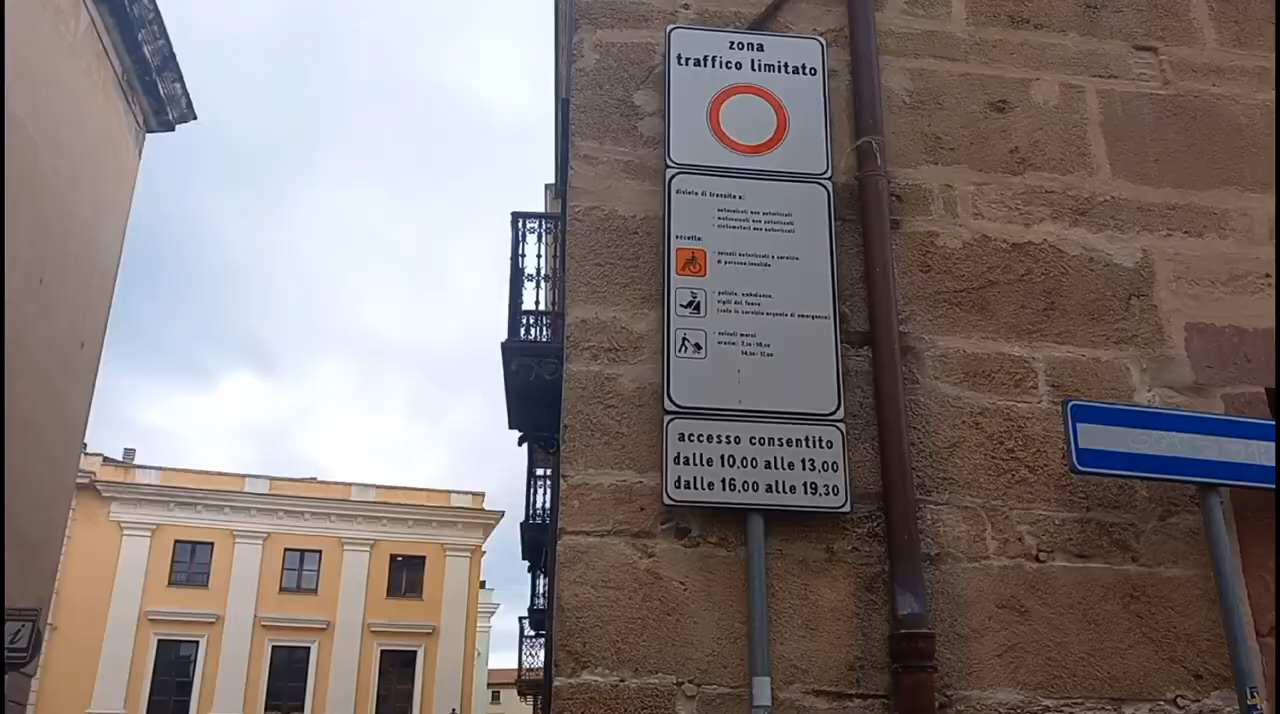 zona
traffico limitato
divieto di transito a:
- autoveicoli non autorizzati
- motoveicoli non autorizzati
- ciclomotori non autorizzati
eccetto:
- veicoli autorizzati a servizio
di persone invalide
- polizia, ambulanze,
vigili del fuoco
(solo in servizio urgente di emergenza)
- veicoli merci
orario:
accesso consentito
dalle 10,00 alle 13,00
dalle 16,00 alle 19,30
i